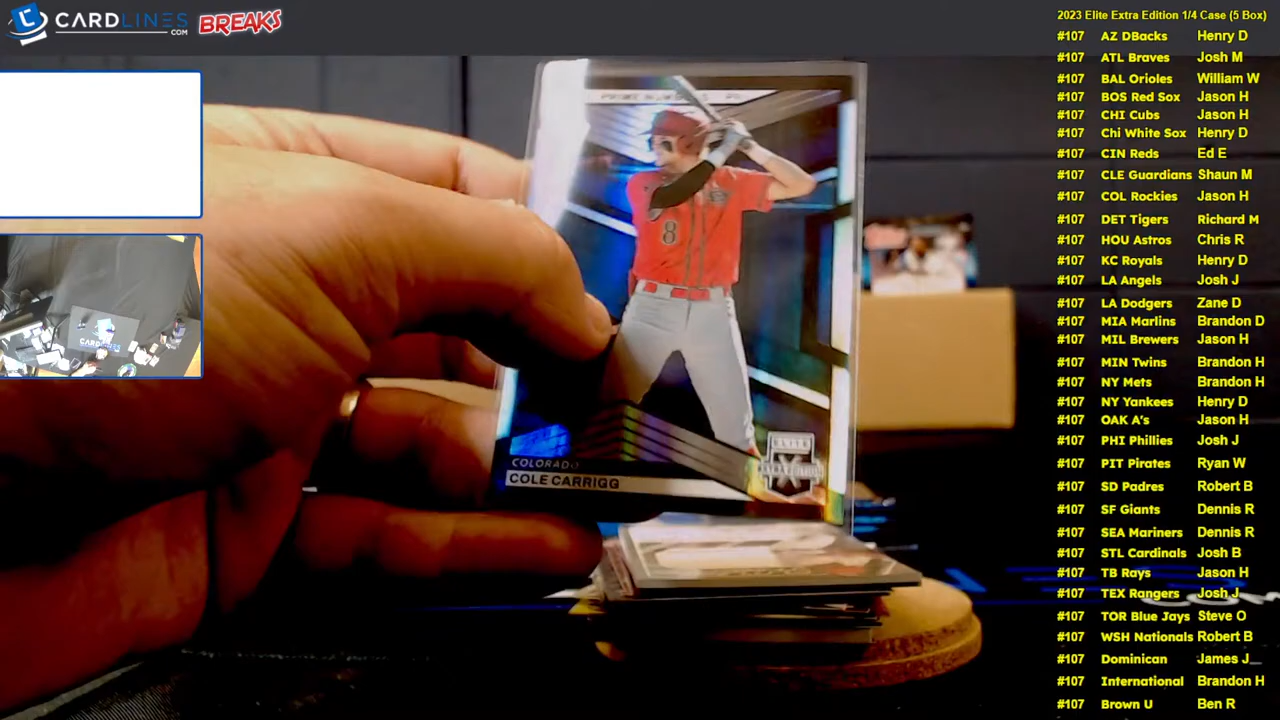 CARDLINES
.COM
BREAKS
2023 Elite Extra Edition 1/4 Case (5 Box)
#107 AZ DBacks Henry D
#107 ATL Braves Josh M
#107 BAL Orioles William W
#107 BOS Red Sox Jason H
#107 CHI Cubs Jason H
#107 Chi White Sox Henry D
#107 CIN Reds Ed E
#107 CLE Guardians Shaun M
#107 COL Rockies Jason H
#107 DET Tigers Richard M
#107 HOU Astros Chris R
#107 KC Royals Henry D
#107 LA Angels Josh J
#107 LA Dodgers Zane D
#107 MIA Marlins Brandon D
#107 MIL Brewers Jason H
#107 MIN Twins Brandon H
#107 NY Mets Brandon H
#107 NY Yankees Henry D
#107 OAK A's Jason H
#107 PHI Phillies Josh J
#107 PIT Pirates Ryan W
#107 SD Padres Robert B
#107 SF Giants Dennis R
#107 SEA Mariners Dennis R
#107 STL Cardinals Josh B
#107 TB Rays Jason H
#107 TEX Rangers Josh J
#107 TOR Blue Jays Steve O
#107 WSH Nationals Robert B
#107 Dominican James J
#107 International Brandon H
#107 Brown U Ben R
8
COLORADO
COLE CARRIGG
ELITE
EXTRA EDITION
CARDLINES